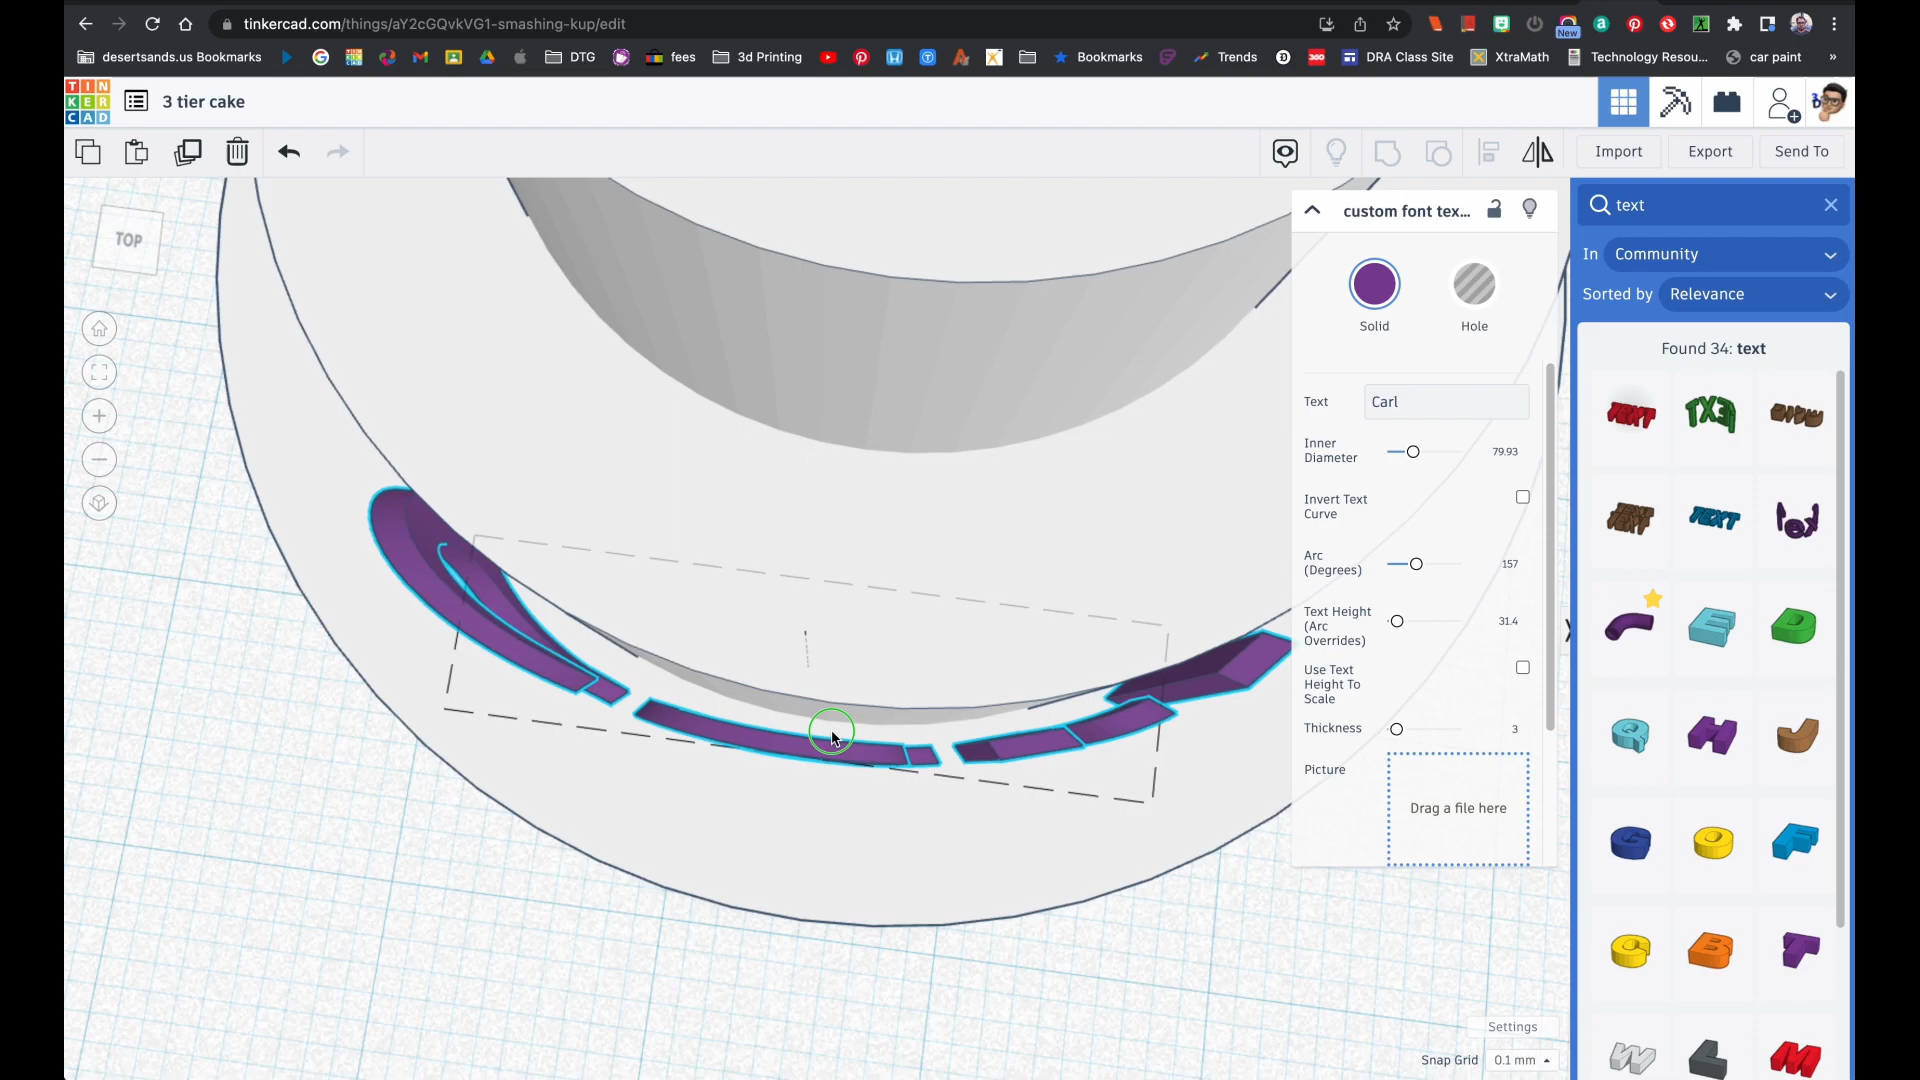 tinkercad.com/things/aY2cGQvkVG1-smashing-kup/edit
New
desertsands.us Bookmarks
DTG
fees
3d Printing
Bookmarks
Trends
DRA Class Site
XtraMath
Technology Resou...
car paint
»
TIN
KER
CAD
3 tier cake
Import
Export
Send To
TOP
custom font tex...
Solid
Hole
Text
Carl
Inner
Diameter
79.93
Invert Text
Curve
Arc
(Degrees)
157
Text Height
(Arc
Overrides)
31.4
Use Text
Height To
Scale
Thickness
3
Picture
Drag a file here
Settings
Snap Grid
0.1 mm
text
In
Community
Sorted by
Relevance
Found 34: text
TEXT
TEXT
TEXT
E
D
Q
H
J
G
O
F
C
B
T
W
L
M